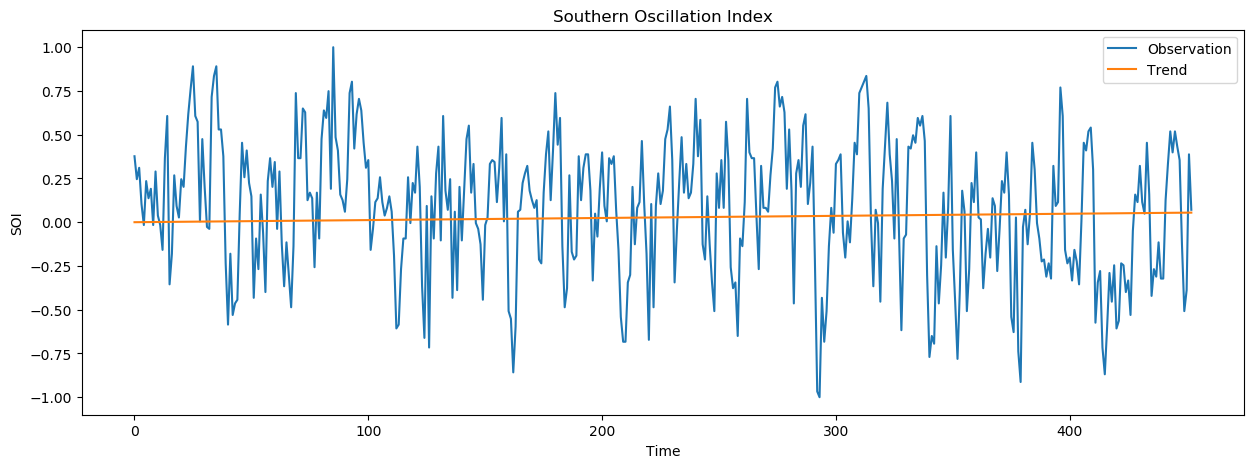 Southern Oscillation Index
Observation
Trend
SOI
1.00
0.75
0.50
0.25
0.00
−0.25
−0.50
−0.75
−1.00
0 100 200 300 400
Time